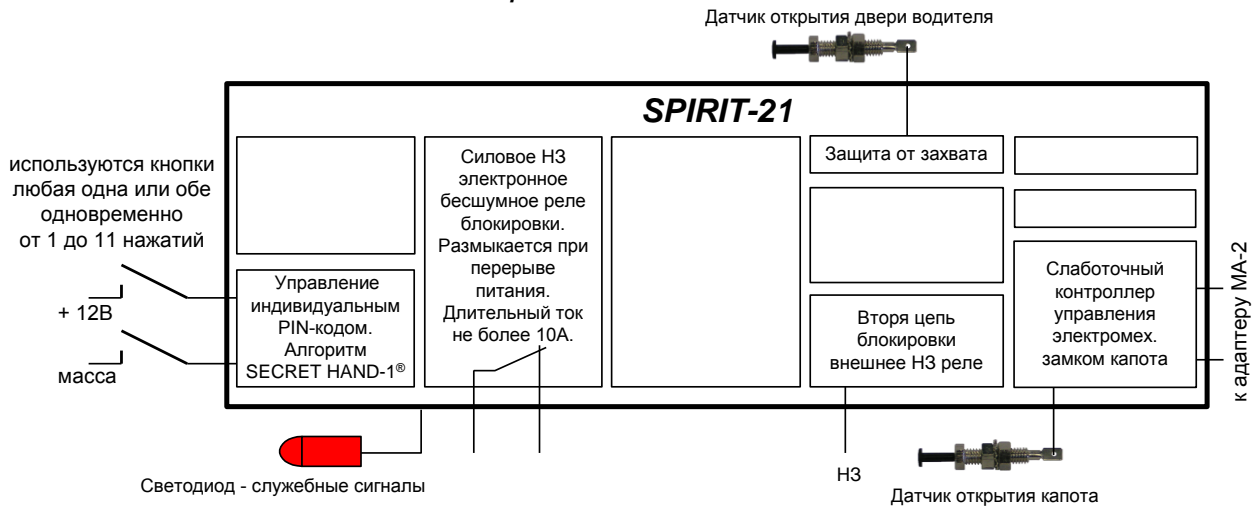 Датчик открытия двери водителя
SPIRIT-21
используются кнопки
любая одна или обе
одновременно
от 1 до 11 нажатий
+ 12В
масса
Управление
индивидуальным
PIN-кодом.
Алгоритм
SECRET HAND-1®
Силовое НЗ
электронное
бесшумное реле
блокировки.
Размыкается при
перерыве
питания.
Длительный ток
не более 10А.
Защита от захвата
Вторя цепь
блокировки
внешнее НЗ реле
Слаботочный
контроллер
управления
электромех.
замком капота
к адаптеру МА-2
Светодиод - служебные сигналы
НЗ
Датчик открытия капота